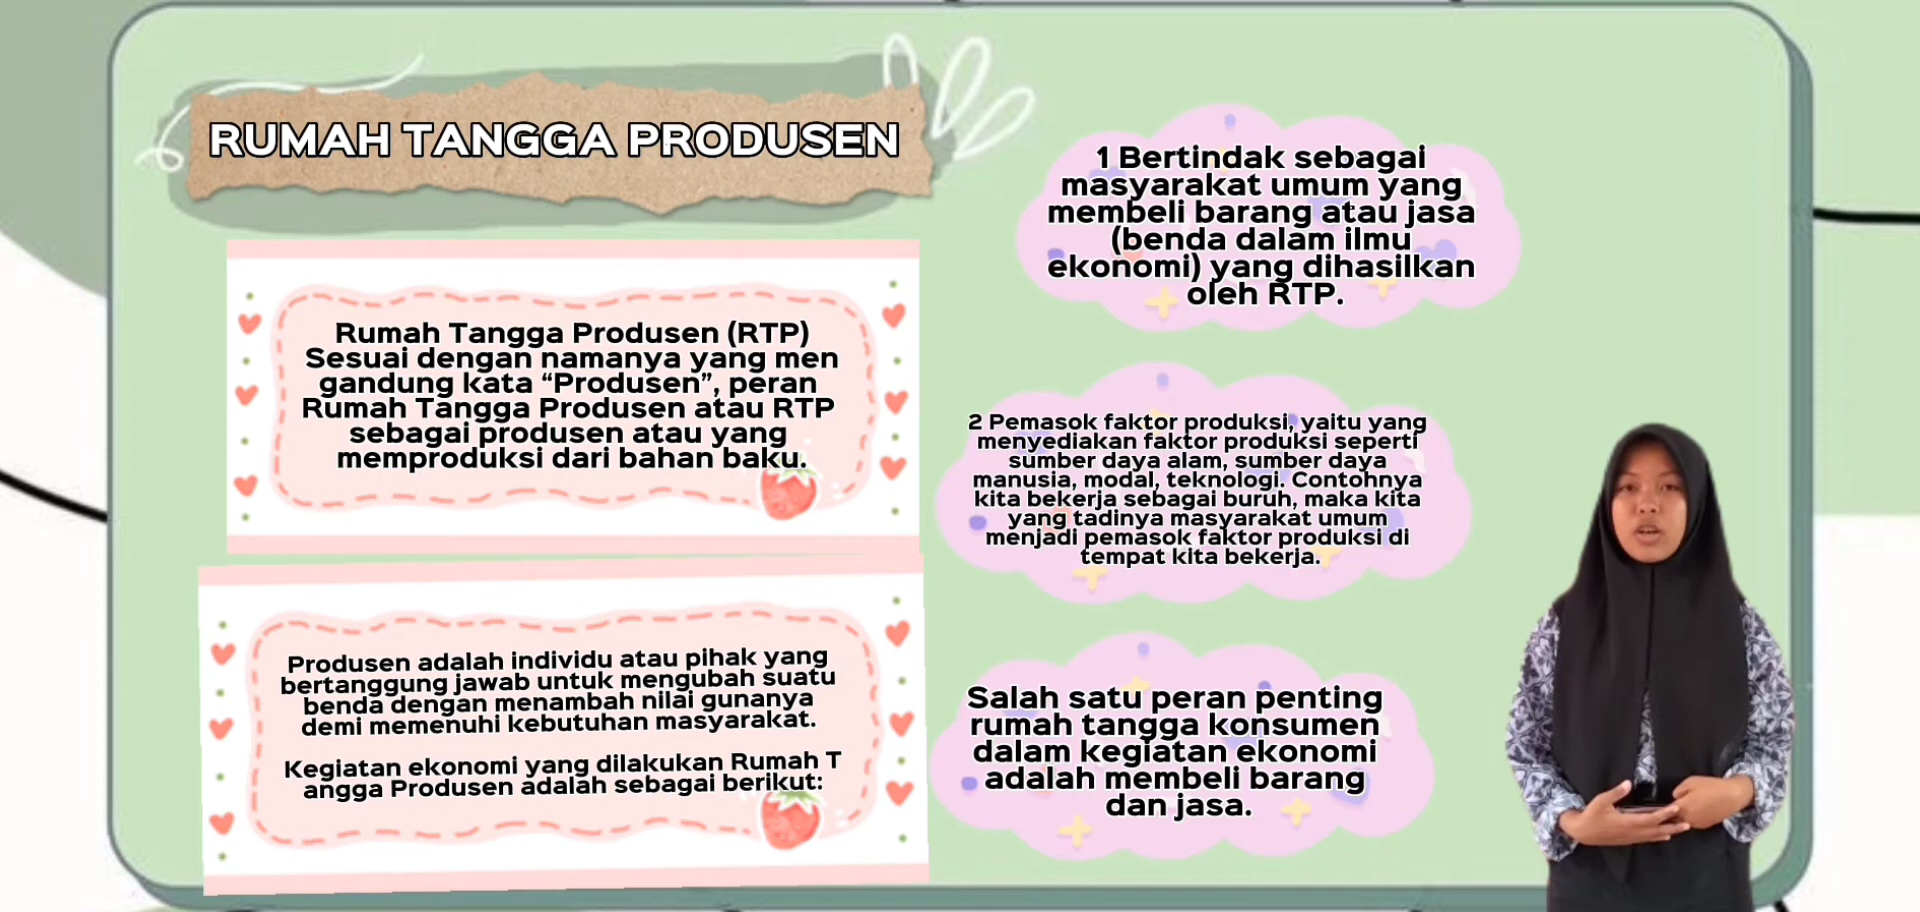 RUMAH TANGGA PRODUSEN
Rumah Tangga Produsen (RTP)
Sesuai dengan namanya yang men
gandung kata “Produsen”, peran
Rumah Tangga Produsen atau RTP
sebagai produsen atau yang
memproduksi dari bahan baku.
Produsen adalah individu atau pihak yang
bertanggung jawab untuk mengubah suatu
benda dengan menambah nilai gunanya
demi memenuhi kebutuhan masyarakat.
Kegiatan ekonomi yang dilakukan Rumah T
angga Produsen adalah sebagai berikut:
1 Bertindak sebagai
masyarakat umum yang
membeli barang atau jasa
(benda dalam ilmu
ekonomi) yang dihasilkan
oleh RTP.
2 Pemasok faktor produksi, yaitu yang
menyediakan faktor produksi seperti
sumber daya alam, sumber daya
manusia, modal, teknologi. Contohnya
kita bekerja sebagai buruh, maka kita
yang tadinya masyarakat umum
menjadi pemasok faktor produksi di
tempat kita bekerja.
Salah satu peran penting
rumah tangga konsumen
dalam kegiatan ekonomi
adalah membeli barang
dan jasa.